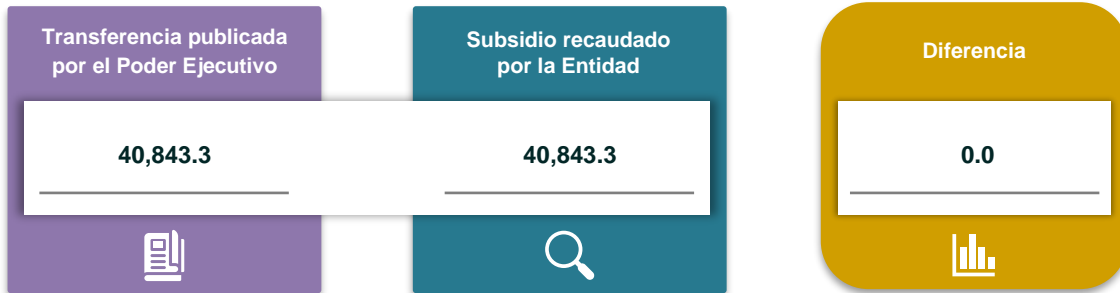 Transferencia publicada
por el Poder Ejecutivo
40,843.3
Subsidio recaudado
por la Entidad
40,843.3
Diferencia
0.0